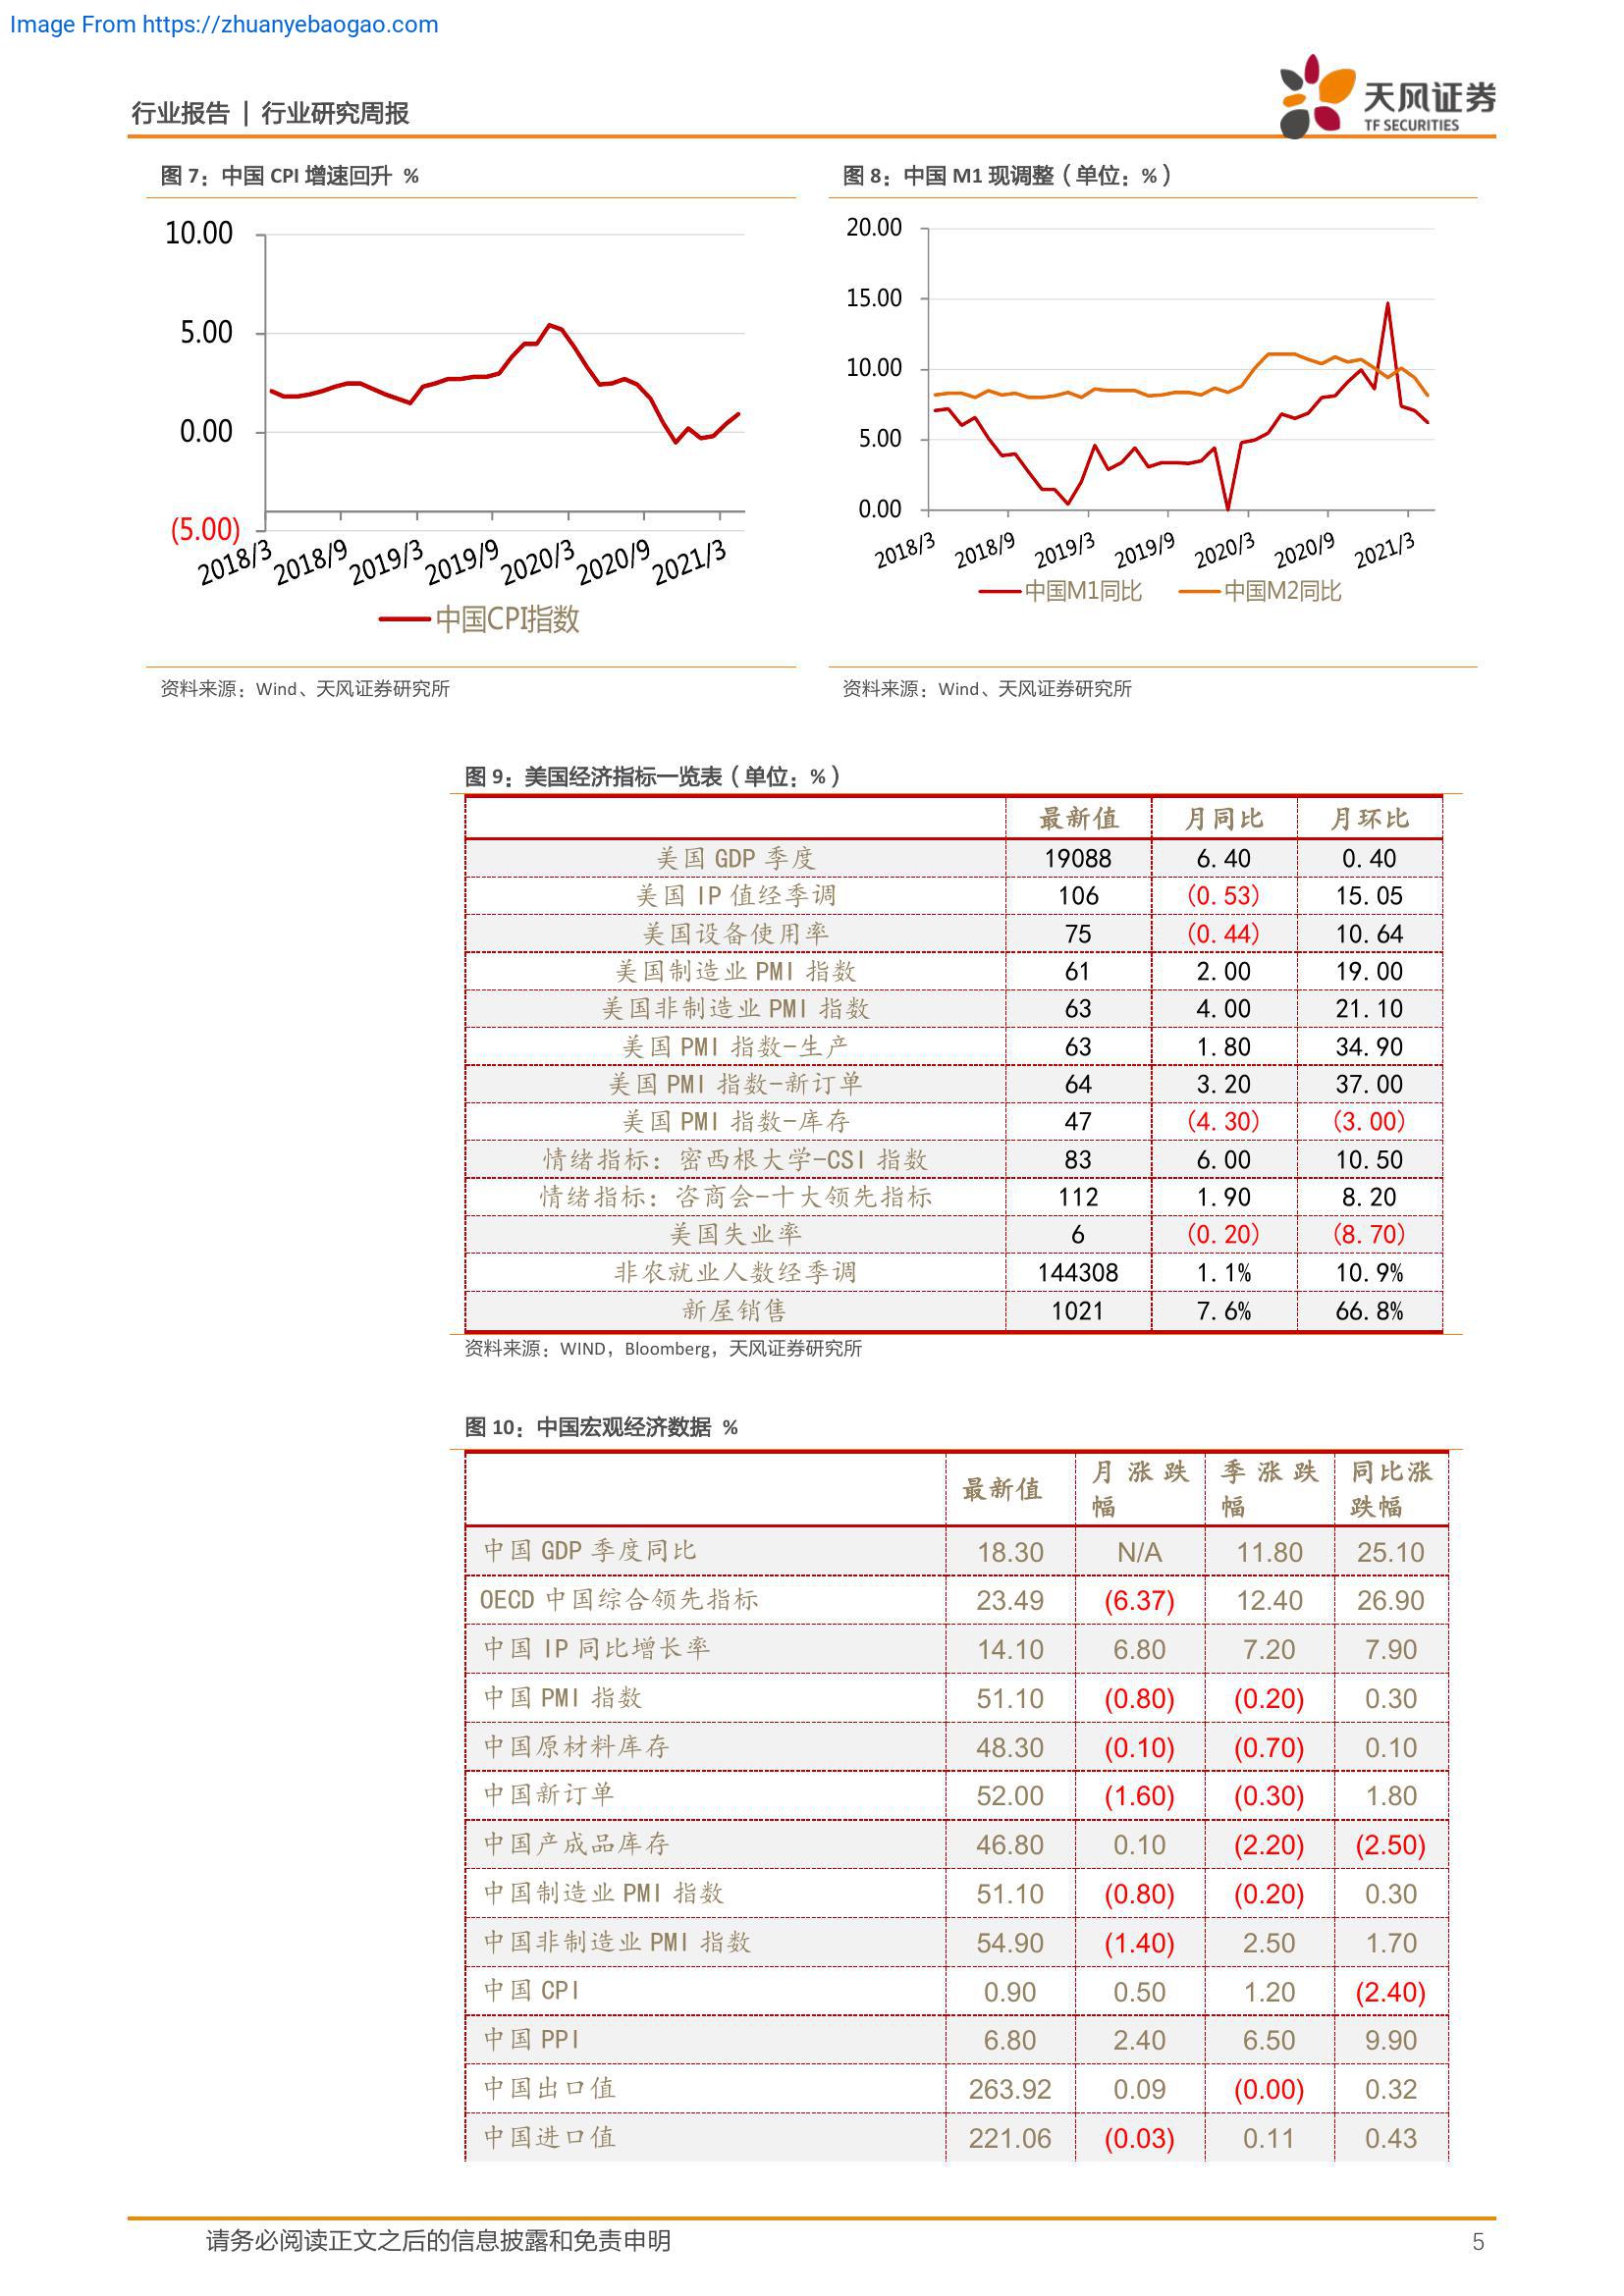 Image From https://zhuanyebaogao.com
行业报告 | 行业研究周报
天风证券
TF SECURITIES
图 7：中国 CPI 增速回升 %
10.00
5.00
0.00
(5.00)
2018/3 2018/9 2019/3 2019/9 2020/3 2020/9 2021/3
中国CPI指数
资料来源：Wind、天风证券研究所
图 8：中国 M1 现调整（单位：%）
20.00
15.00
10.00
5.00
0.00
2018/3 2018/9 2019/3 2019/9 2020/3 2020/9 2021/3
中国M1同比 中国M2同比
资料来源：Wind、天风证券研究所
图 9：美国经济指标一览表（单位：%）
最新值 月同比 月环比
美国 GDP 季度 19088 6.40 0.40
美国 IP 值经季调 106 (0.53) 15.05
美国设备使用率 75 (0.44) 10.64
美国制造业 PMI 指数 61 2.00 19.00
美国非制造业 PMI 指数 63 4.00 21.10
美国 PMI 指数-生产 63 1.80 34.90
美国 PMI 指数-新订单 64 3.20 37.00
美国 PMI 指数-库存 47 (4.30) (3.00)
情绪指标：密西根大学-CSI 指数 83 6.00 10.50
情绪指标：咨商会-十大领先指标 112 1.90 8.20
美国失业率 6 (0.20) (8.70)
非农就业人数经季调 144308 1.1% 10.9%
新屋销售 1021 7.6% 66.8%
资料来源：WIND，Bloomberg，天风证券研究所
图 10：中国宏观经济数据 %
最新值 月涨跌幅 季涨跌幅 同比涨跌幅
中国 GDP 季度同比 18.30 N/A 11.80 25.10
OECD 中国综合领先指标 23.49 (6.37) 12.40 26.90
中国 IP 同比增长率 14.10 6.80 7.20 7.90
中国 PMI 指数 51.10 (0.80) (0.20) 0.30
中国原材料库存 48.30 (0.10) (0.70) 0.10
中国新订单 52.00 (1.60) (0.30) 1.80
中国产成品库存 46.80 0.10 (2.20) (2.50)
中国制造业 PMI 指数 51.10 (0.80) (0.20) 0.30
中国非制造业 PMI 指数 54.90 (1.40) 2.50 1.70
中国 CPI 0.90 0.50 1.20 (2.40)
中国 PPI 6.80 2.40 6.50 9.90
中国出口值 263.92 0.09 (0.00) 0.32
中国进口值 221.06 (0.03) 0.11 0.43
请务必阅读正文之后的信息披露和免责申明 5